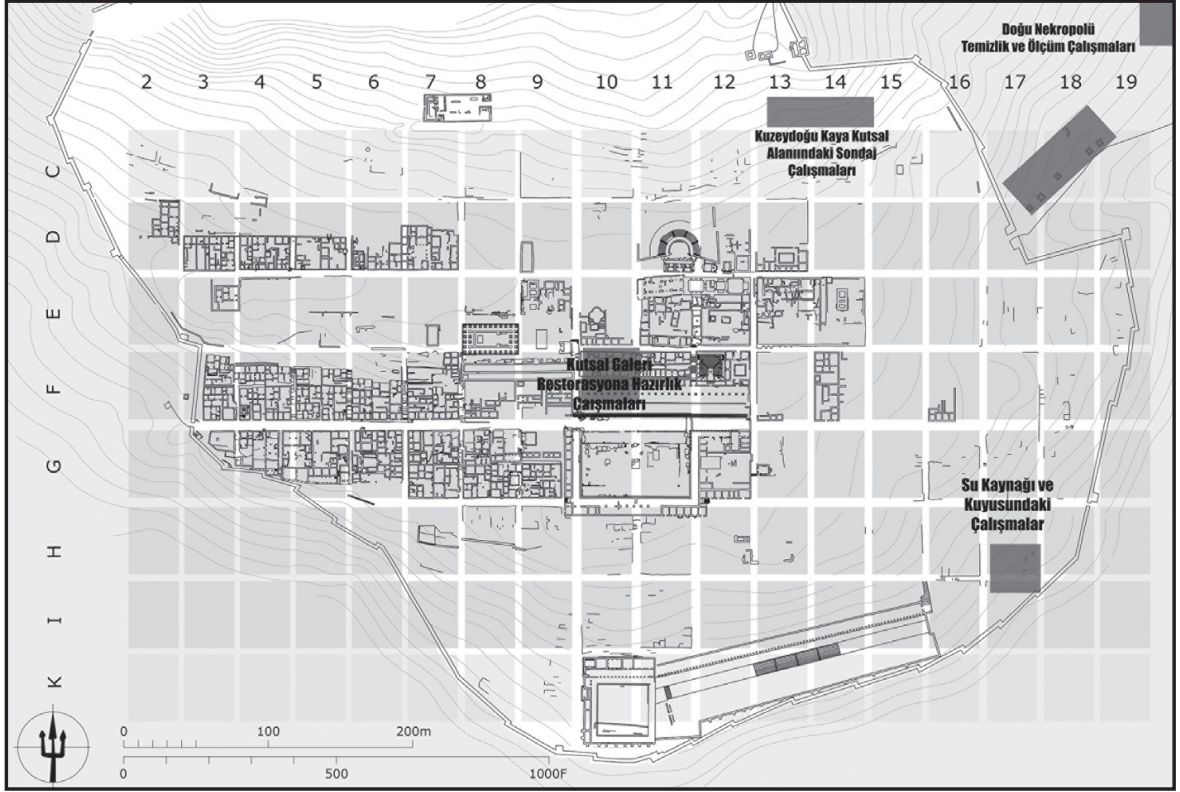 Doğu Nekropolü
Temizlik ve Ölçüm Çalışmaları
2 3 4 5 6 7 8 9 10 11 12 13 14 15 16 17 18 19
Kuzeydoğu Kaya Kutsal
Alanıındaki Sondaj
Çalışmaları
C
D
E
F
G
H
I
K
Kutsal Galeri
Restorasyona Hazırlık
Çaışmaları
Su Kaynağı ve
Kuyusundaki
Çalışmalar
0 100 200m
0 500 1000F